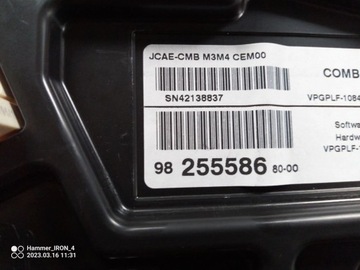 JCAE-CMB M3M4 CEM00
COMB
SN42138837
VPGPLF-1084
Softwa
Hardw
VPGPLF-1
98 255586 80-00
Hammer_IRON_4
2023.03.16 11:31